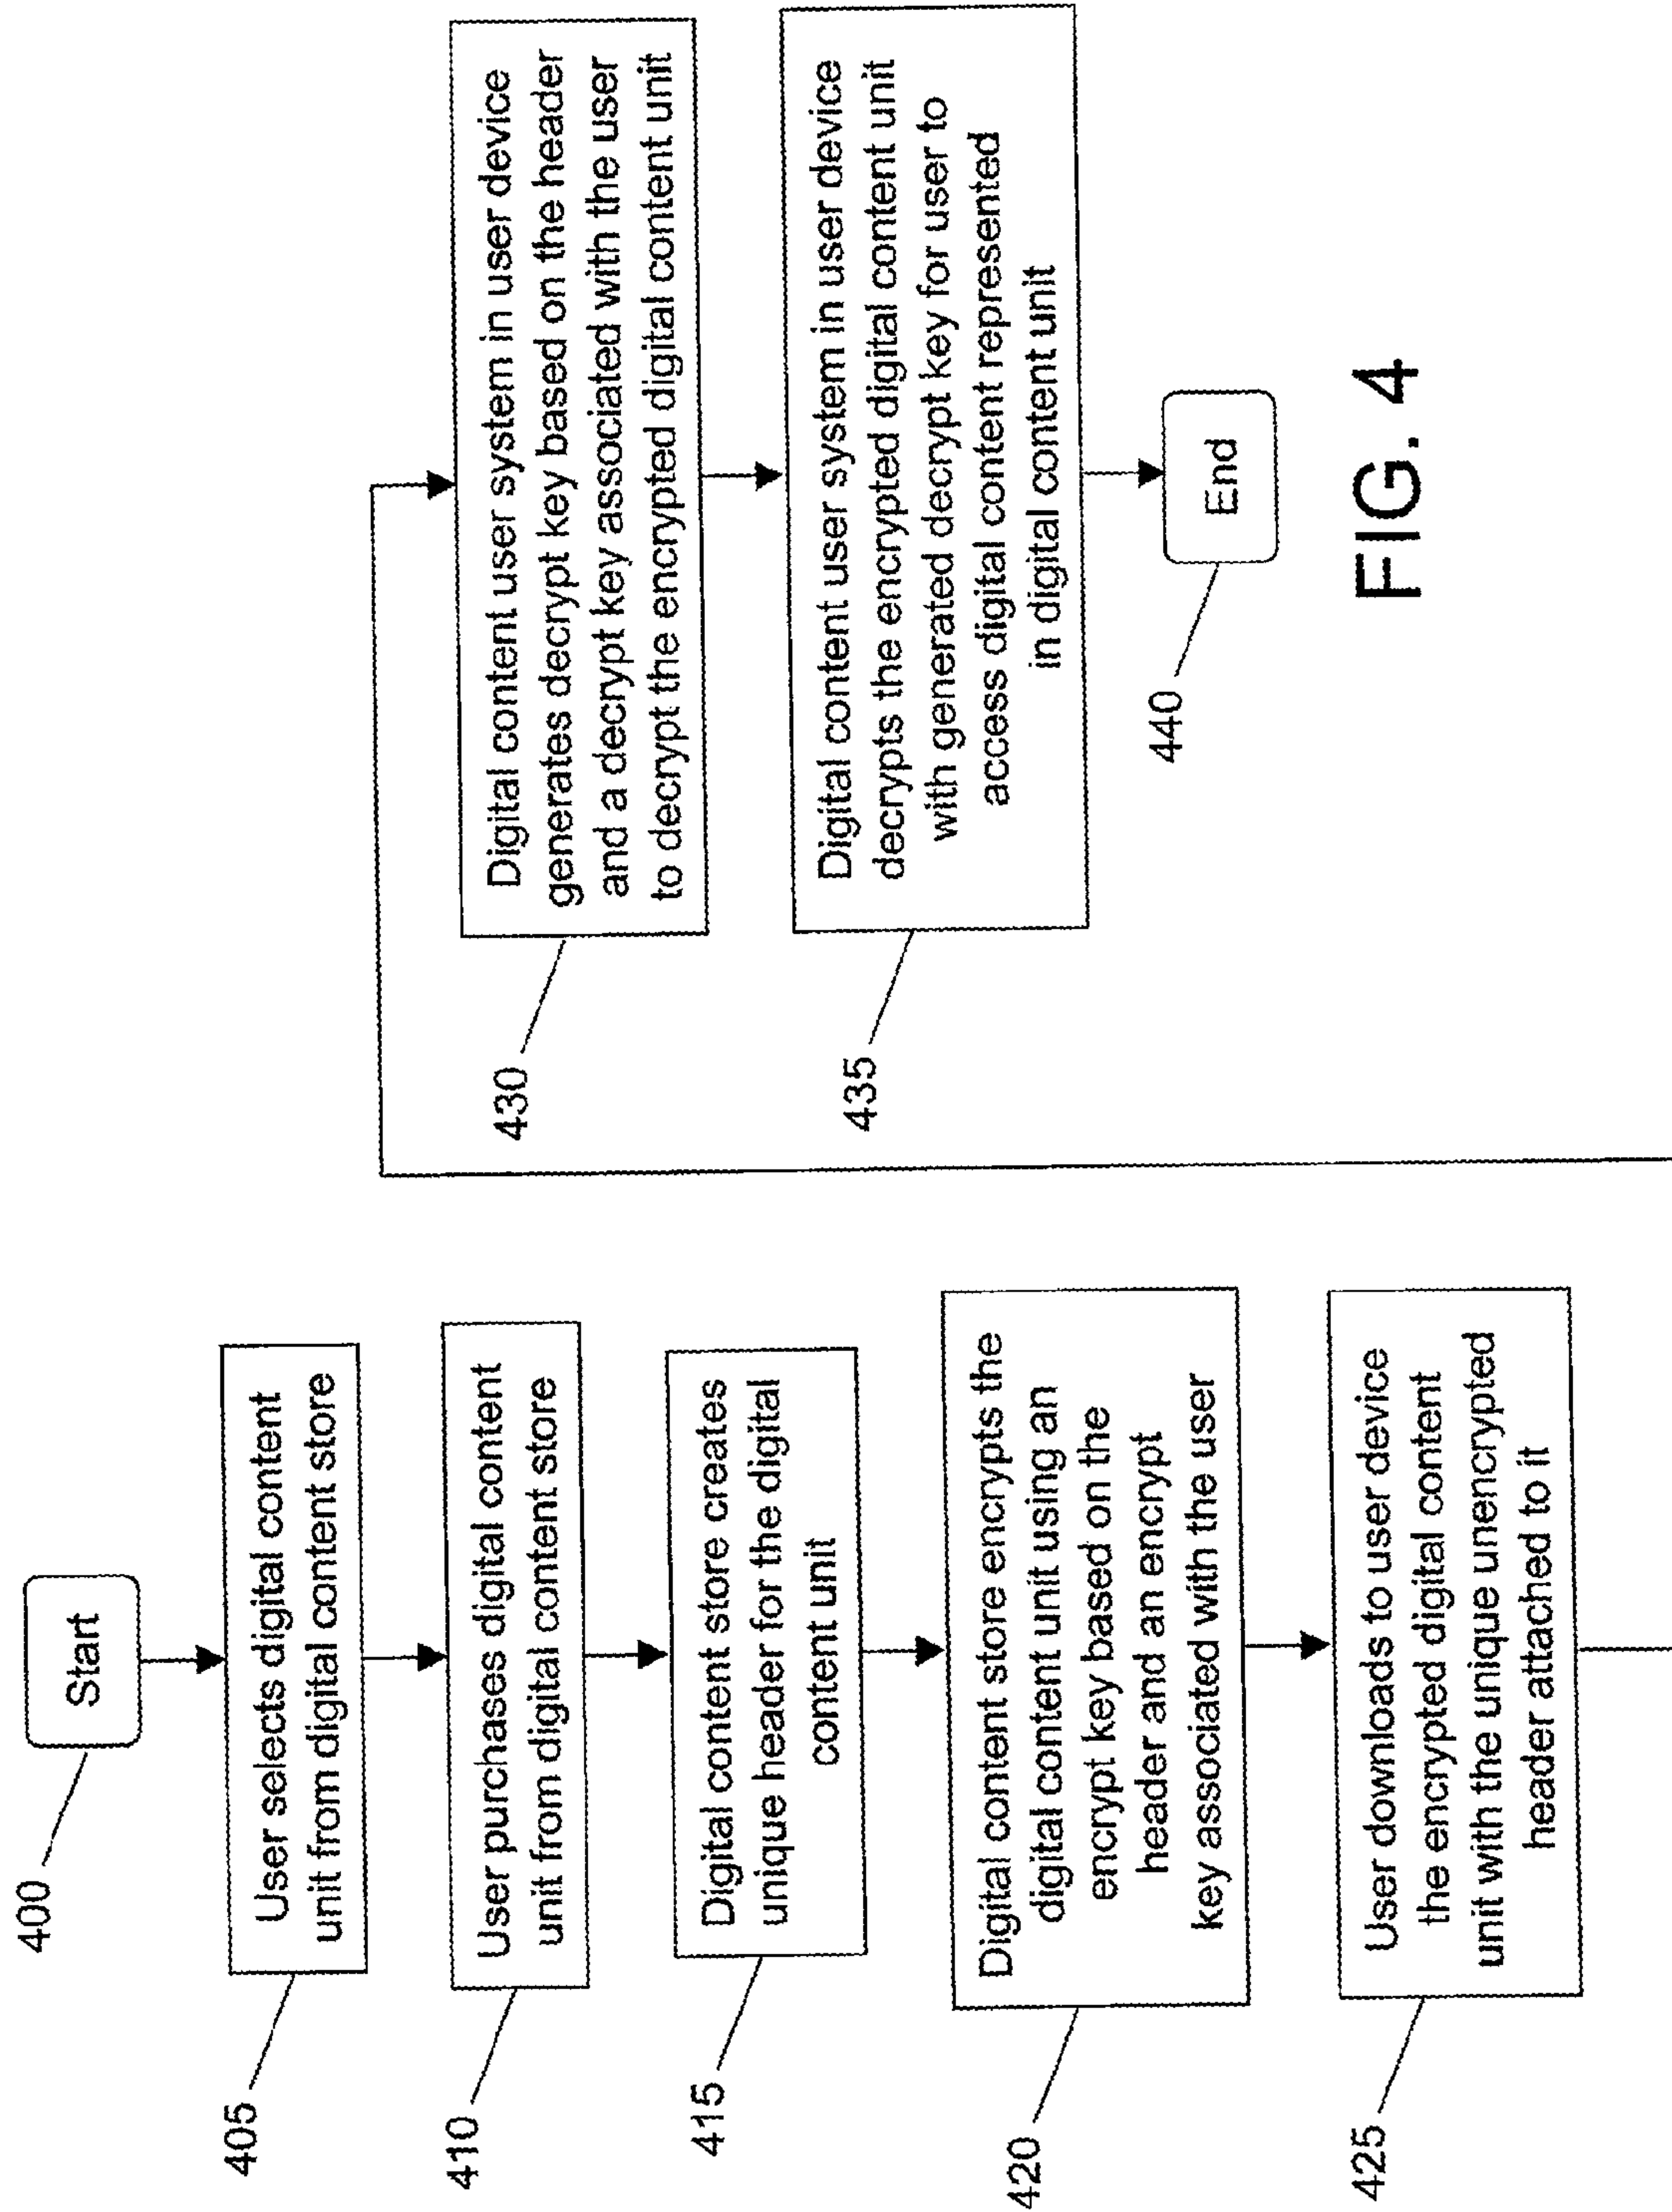 400
Start
405
User selects digital content
unit from digital content store
410
User purchases digital content
unit from digital content store
415
Digital content store creates
unique header for the digital
content unit
420
Digital content store encrypts the
digital content unit using an
encrypt key based on the
header and an encrypt
key associated with the user
425
User downloads to user device
the encrypted digital content
unit with the unique unencrypted
header attached to it
430
Digital content user system in user device
generates decrypt key based on the header
and a decrypt key associated with the user
to decrypt the encrypted digital content unit
435
Digital content user system in user device
decrypts the encrypted digital content unit
with generated decrypt key for user to
access digital content represented
in digital content unit
440
End
FIG. 4